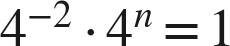 4⁻² · 4ⁿ = 1